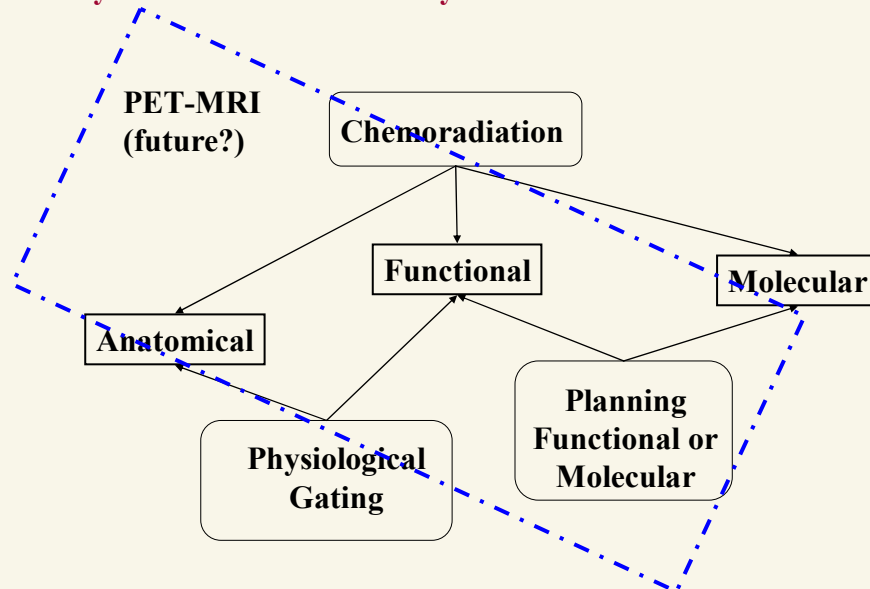 PET-MRI
(future?)
Chemoradiation
Functional
Molecular
Anatomical
Planning
Functional or
Molecular
Physiological
Gating